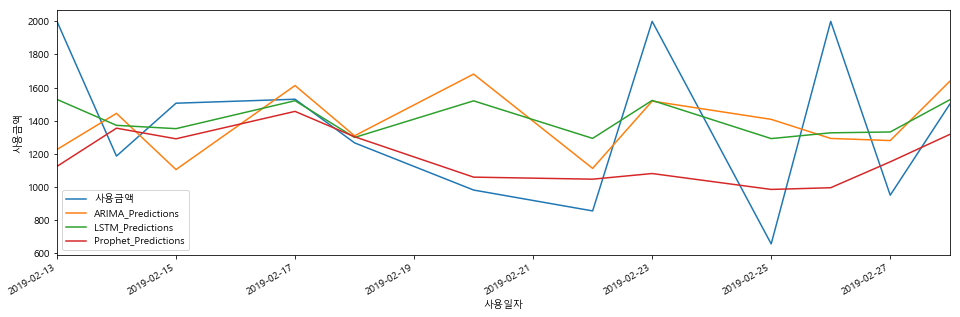 2000
1800
1600
1400
1200
1000
800
600
사용금액
사용금액
ARIMA_Predictions
LSTM_Predictions
Prophet_Predictions
2019-02-13
2019-02-15
2019-02-17
2019-02-19
2019-02-21
2019-02-23
2019-02-25
2019-02-27
사용일자